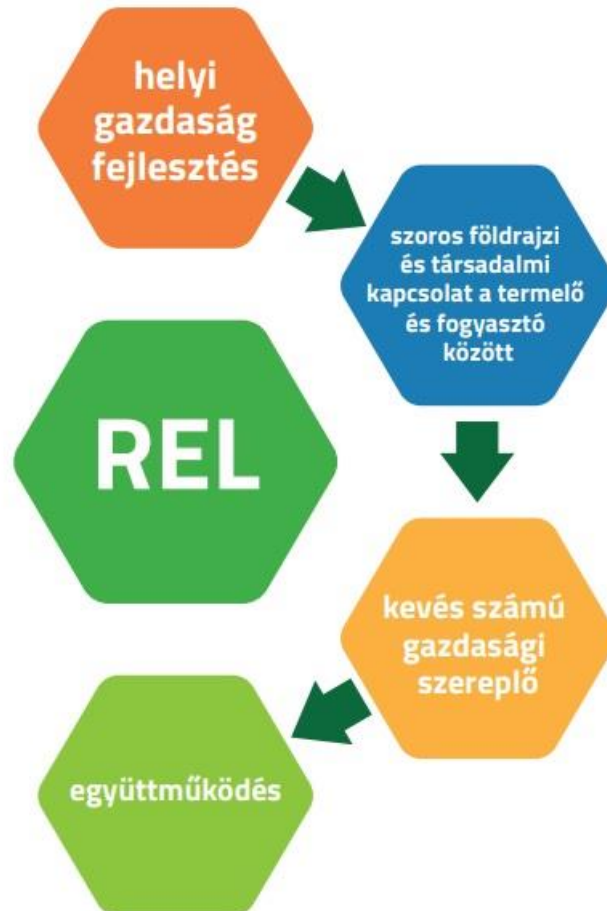 helyi
gazdaság
fejlesztés
szoros földrajzi
és társadalmi
kapcsolat a termelő
és fogyasztó
között
REL
kevés számú
gazdasági
szereplő
együttműködés